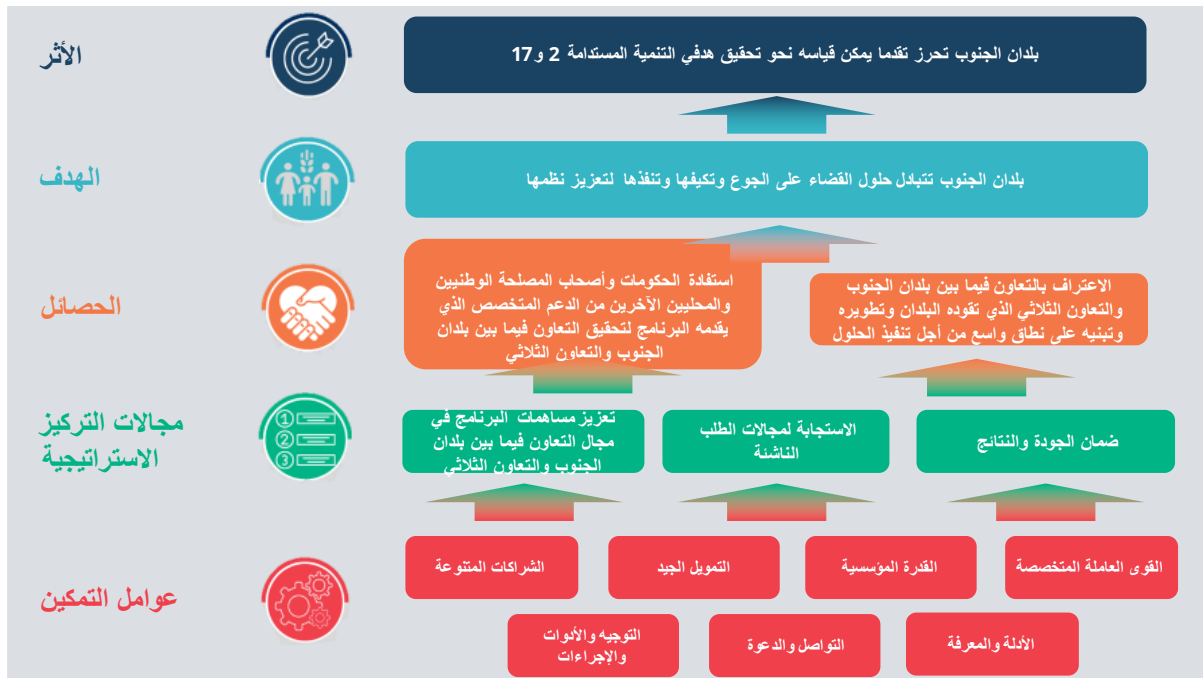 الأثر
بلدان الجنوب تحرز تقدما يمكن قياسه نحو تحقيق هدفي التنمية المستدامة 2 و17
الهدف
بلدان الجنوب تتبادل حلول القضاء على الجوع وتكيفها وتنفذها لتعزيز نظمها
الحصائل
الاعتراف بالتعاون فيما بين بلدان الجنوب
والتعاون الثلاثي الذي تقوده البلدان وتطويره
وتبنيه على نطاق واسع من أجل تنفيذ الحلول
استفادة الحكومات وأصحاب المصلحة الوطنيين
والمحليين الآخرين من الدعم المتخصص الذي
يقدمه البرنامج لتحقيق التعاون فيما بين بلدان
الجنوب والتعاون الثلاثي
مجالات التركيز
الاستراتيجية
1
2
3
ضمان الجودة والنتائج
الاستجابة لمجالات الطلب
الناشئة
تعزيز مساهمات البرنامج في
مجال التعاون فيما بين بلدان
الجنوب والتعاون الثلاثي
عوامل التمكين
القوى العاملة المتخصصة
القدرة المؤسسية
التمويل الجيد
الشراكات المتنوعة
الأدلة والمعرفة
التواصل والدعوة
التوجيه والأدوات
والإجراءات